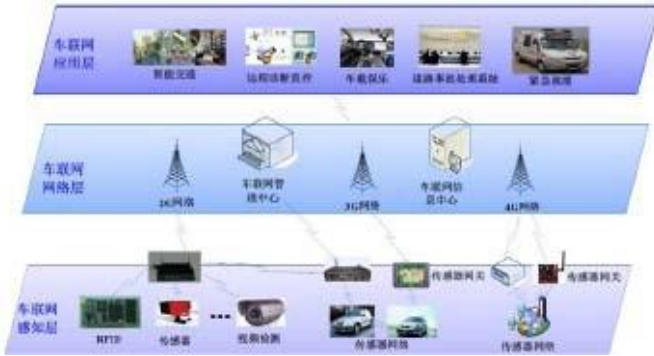 车联网
应用层
智能交通
远程诊断软件
车载娱乐
道路事故处理系统
紧急救援
车联网
网络层
车联网管
理中心
车联网信
息中心
2G网络
3G网络
4G网络
传感器网关
传感器网关
车联网
感知层
RFID
传感器
视频检测
传感器网络
传感器网络